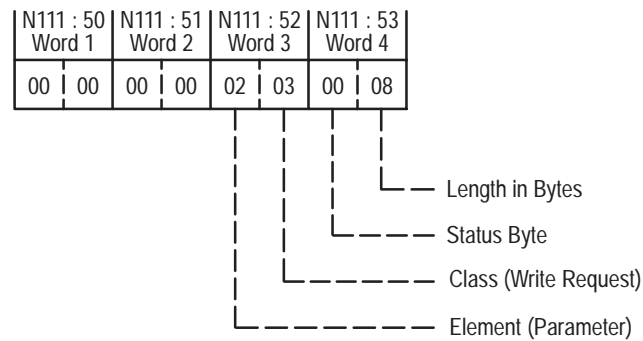 N111 : 50 N111 : 51 N111 : 52 N111 : 53
Word 1 Word 2 Word 3 Word 4
00 00 00 00 02 03 00 08
Length in Bytes
Status Byte
Class (Write Request)
Element (Parameter)